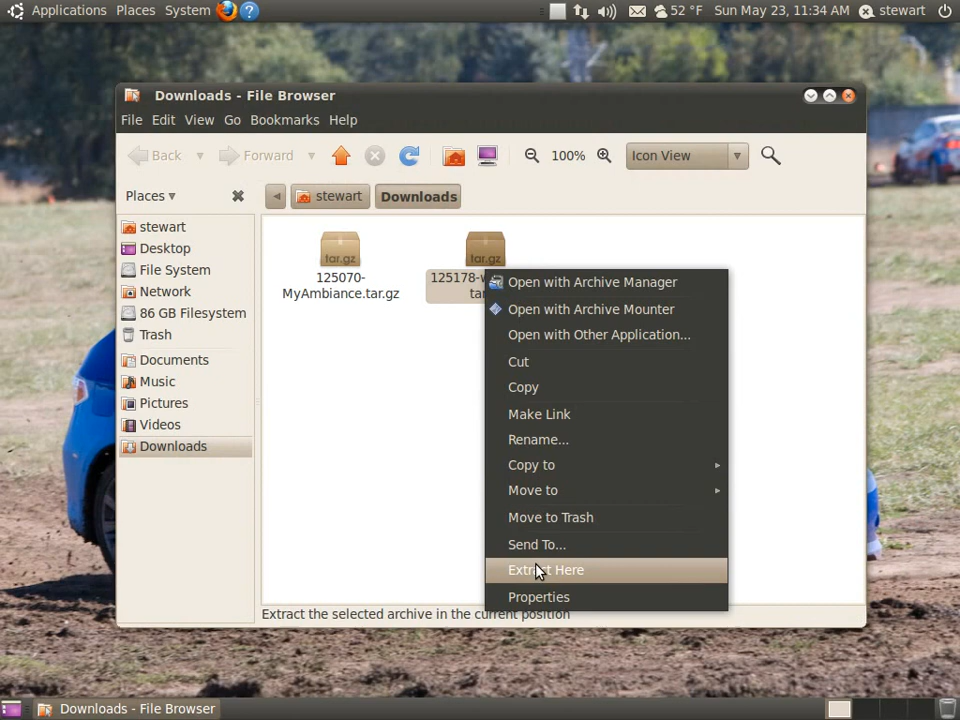 Applications Places System 52 °F Sun May 23, 11:34 AM stewart
Downloads - File Browser
File Edit View Go Bookmarks Help
Back Forward 100% Icon View
Places stewart Downloads
stewart
Desktop
File System
Network
86 GB Filesystem
Trash
Documents
Music
Pictures
Videos
Downloads
tar.gz
125070-
MyAmbiance.tar.gz
tar.gz
Open with Archive Manager
Open with Archive Mounter
Open with Other Application...
Cut
Copy
Make Link
Rename...
Copy to
Move to
Move to Trash
Send To...
Extract Here
Properties
Extract the selected archive in the current position
Downloads - File Browser